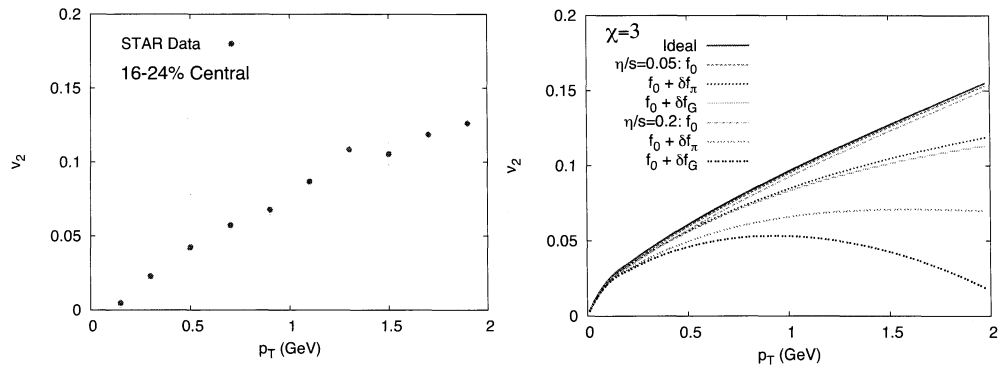 0.2
0.15
0.1
0.05
0
v2
STAR Data
16-24% Central
0 0.5 1 1.5 2
pT (GeV)
0.2
0.15
0.10
0.05
0
v2
χ=3
Ideal
η/s=0.05: f0
f0 + δfπ
f0 + δfG
η/s=0.2: f0
f0 + δfπ
f0 + δfG
0 0.5 1 1.5 2
pT (GeV)